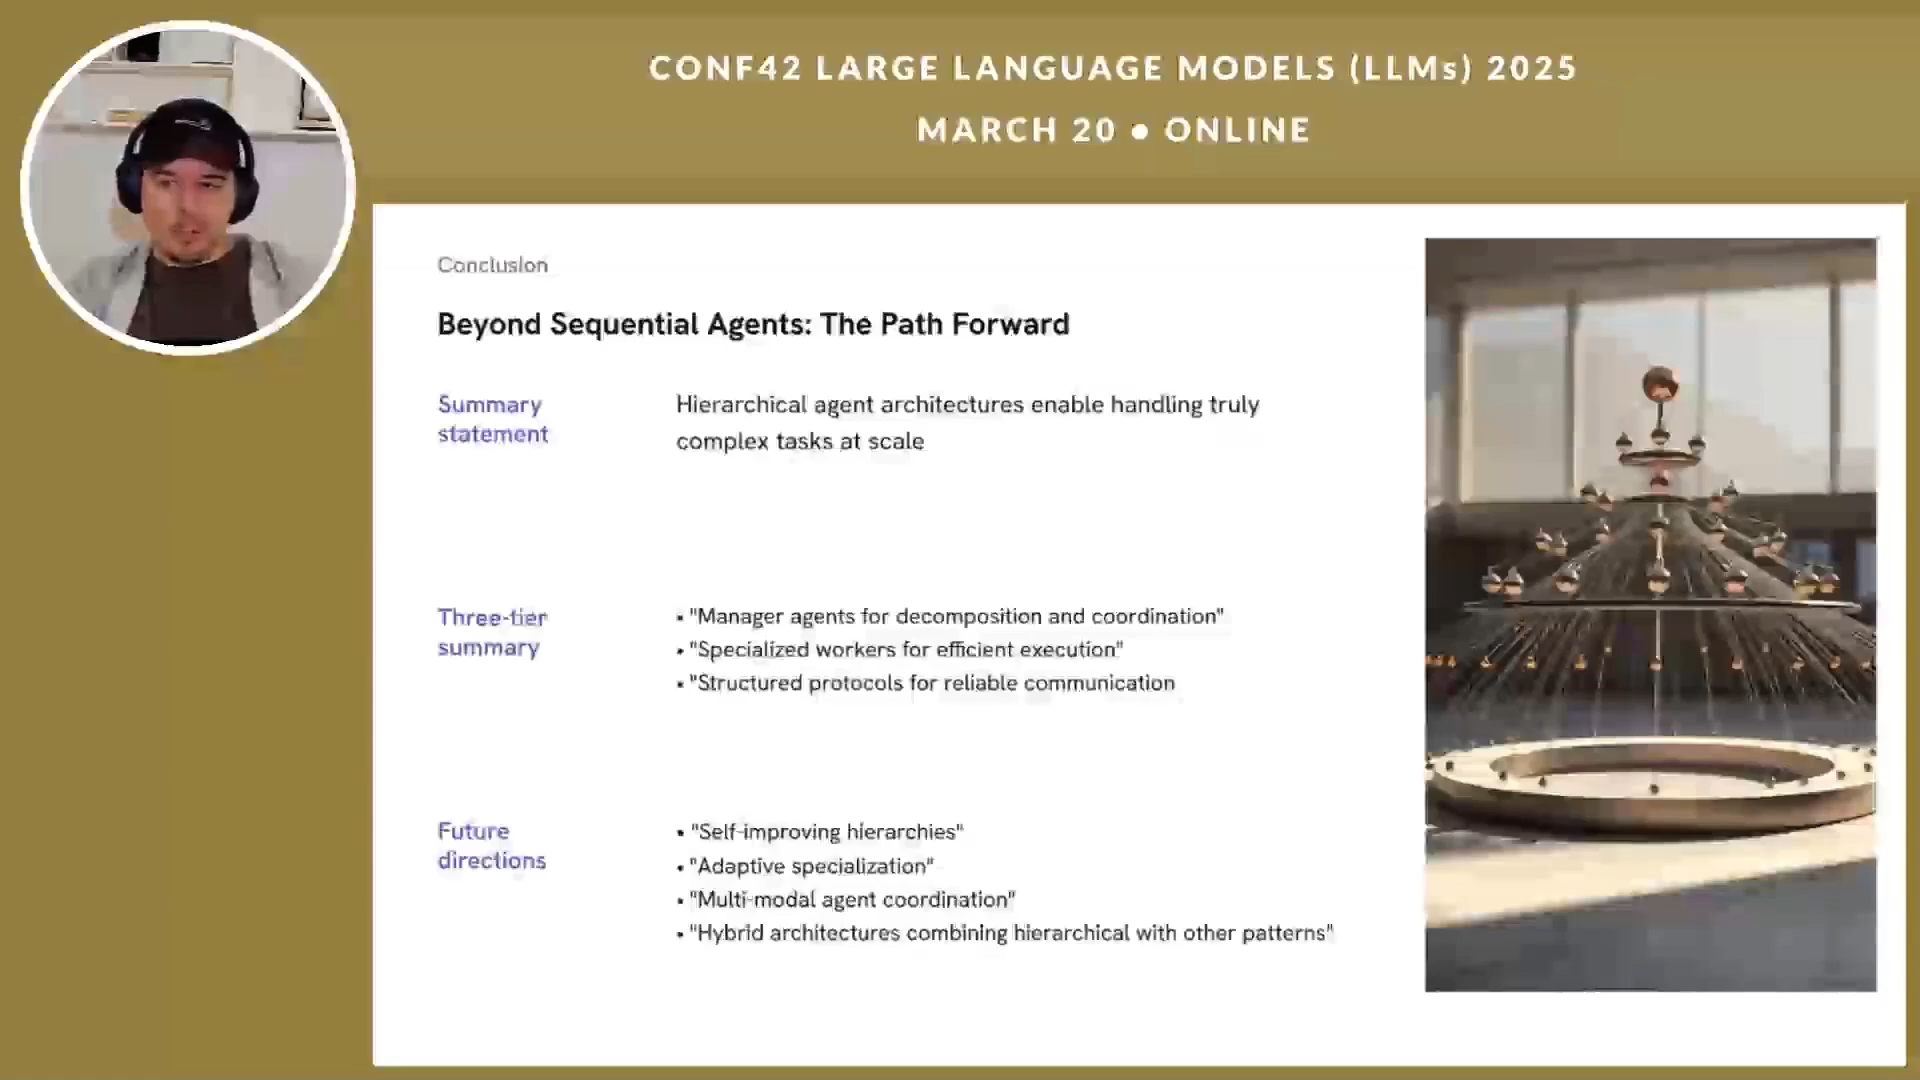 CONF42 LARGE LANGUAGE MODELS (LLMs) 2025
MARCH 20 ● ONLINE
Conclusion
Beyond Sequential Agents: The Path Forward
Summary
statement
Hierarchical agent architectures enable handling truly
complex tasks at scale
Three-tier
summary
• "Manager agents for decomposition and coordination"
• "Specialized workers for efficient execution"
• "Structured protocols for reliable communication
Future
directions
• "Self-improving hierarchies"
• "Adaptive specialization"
• "Multi-modal agent coordination"
• "Hybrid architectures combining hierarchical with other patterns"